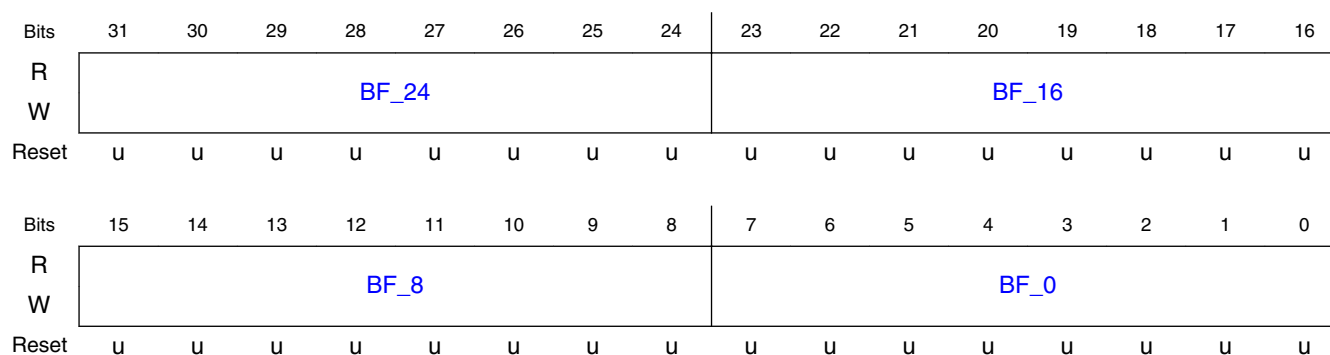 Bits 31 30 29 28 27 26 25 24 23 22 21 20 19 18 17 16
R
BF_24 BF_16
W
Reset u u u u u u u u u u u u u u u u
Bits 15 14 13 12 11 10 9 8 7 6 5 4 3 2 1 0
R
BF_8 BF_0
W
Reset u u u u u u u u u u u u u u u u